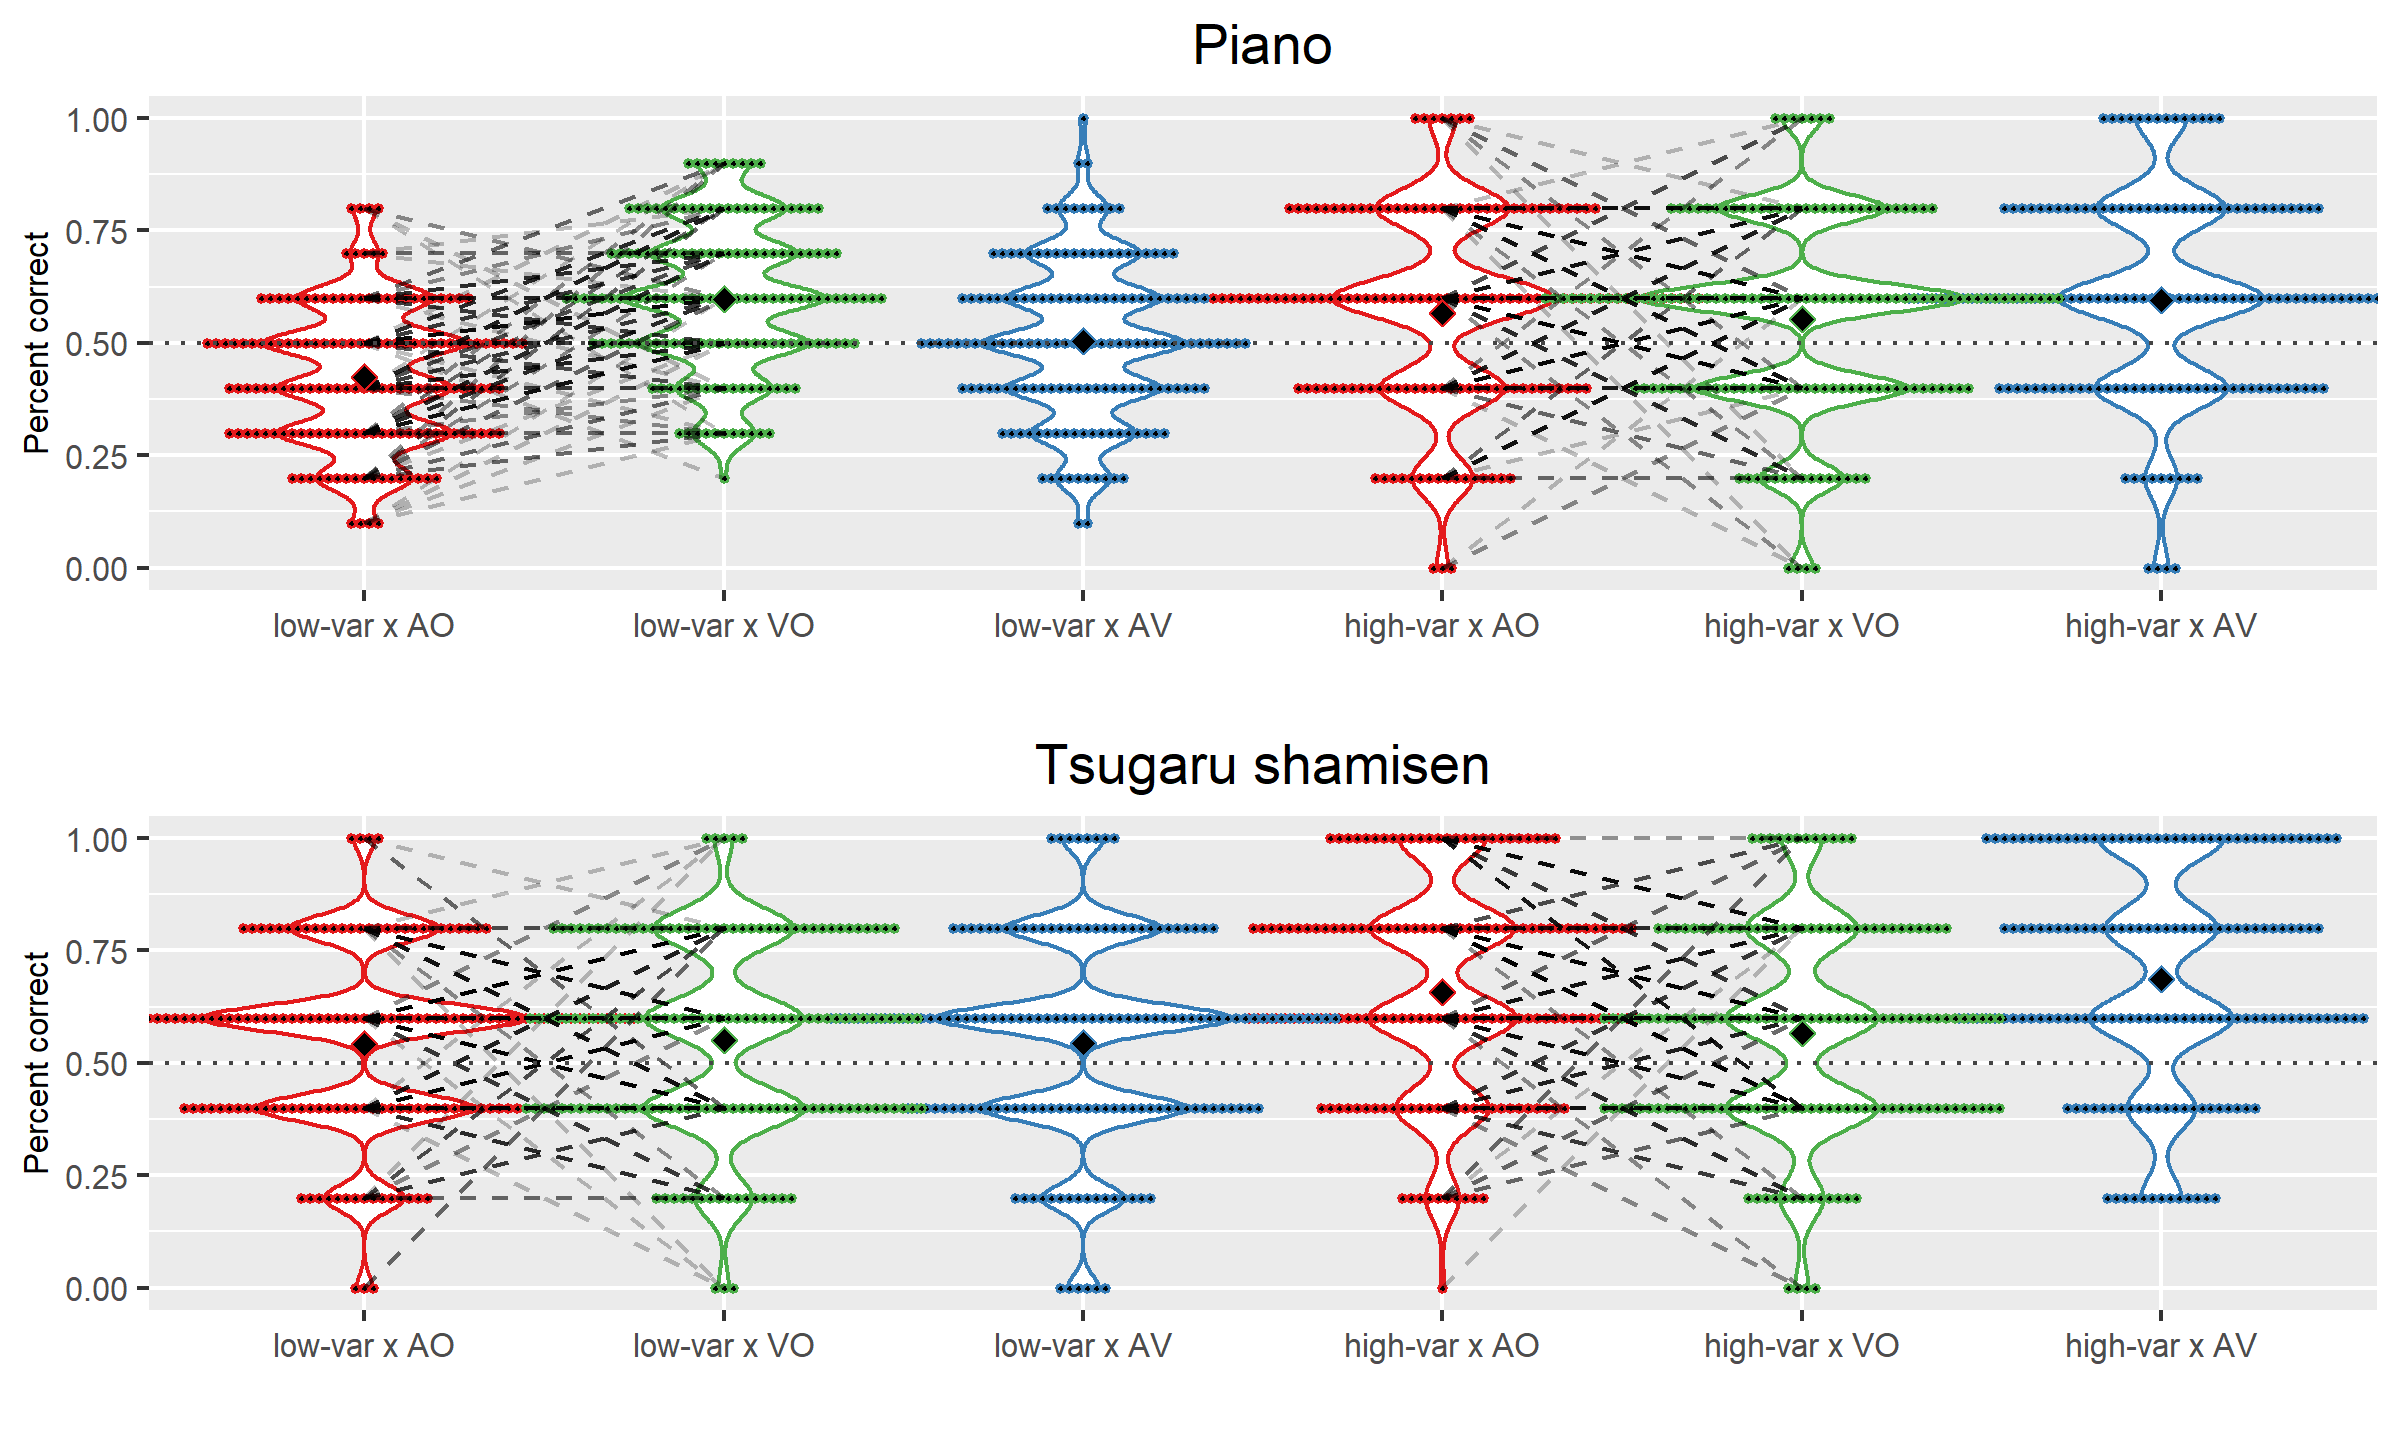 Piano
Percent correct
1.00
0.75
0.50
0.25
0.00
low-var x AO low-var x VO low-var x AV high-var x AO high-var x VO high-var x AV
Tsugaru shamisen
Percent correct
1.00
0.75
0.50
0.25
0.00
low-var x AO low-var x VO low-var x AV high-var x AO high-var x VO high-var x AV